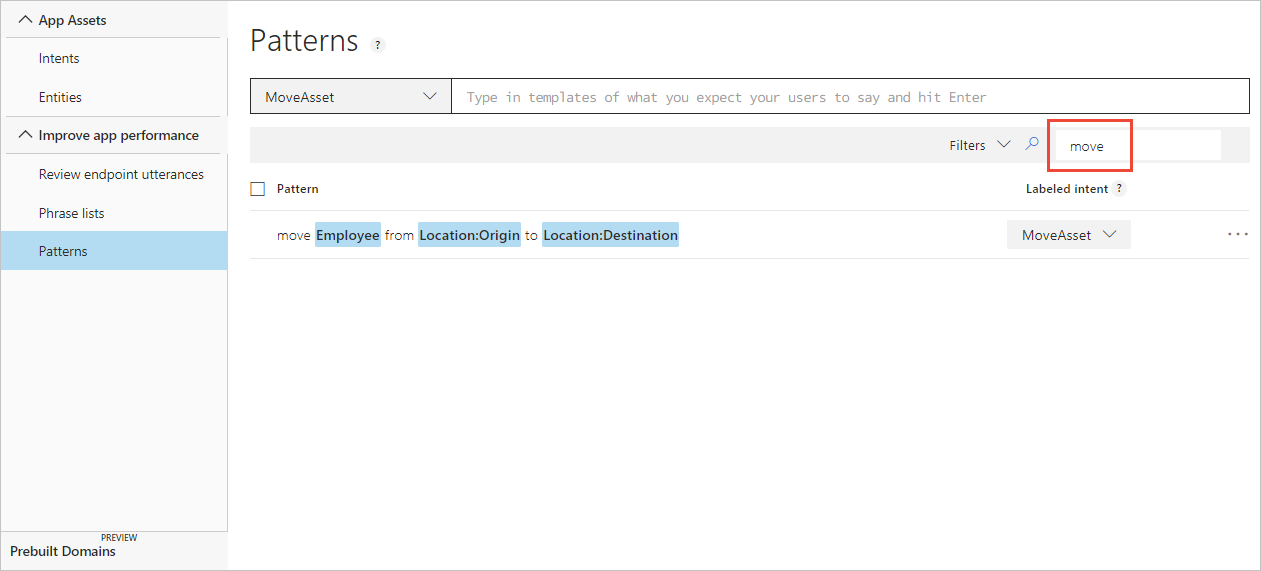 App Assets
Intents
Entities
Improve app performance
Review endpoint utterances
Phrase lists
Patterns
PREVIEW
Prebuilt Domains
Patterns ?
MoveAsset Type in templates of what you expect your users to say and hit Enter
Filters move
Pattern Labeled intent ?
move Employee from Location:Origin to Location:Destination MoveAsset ...